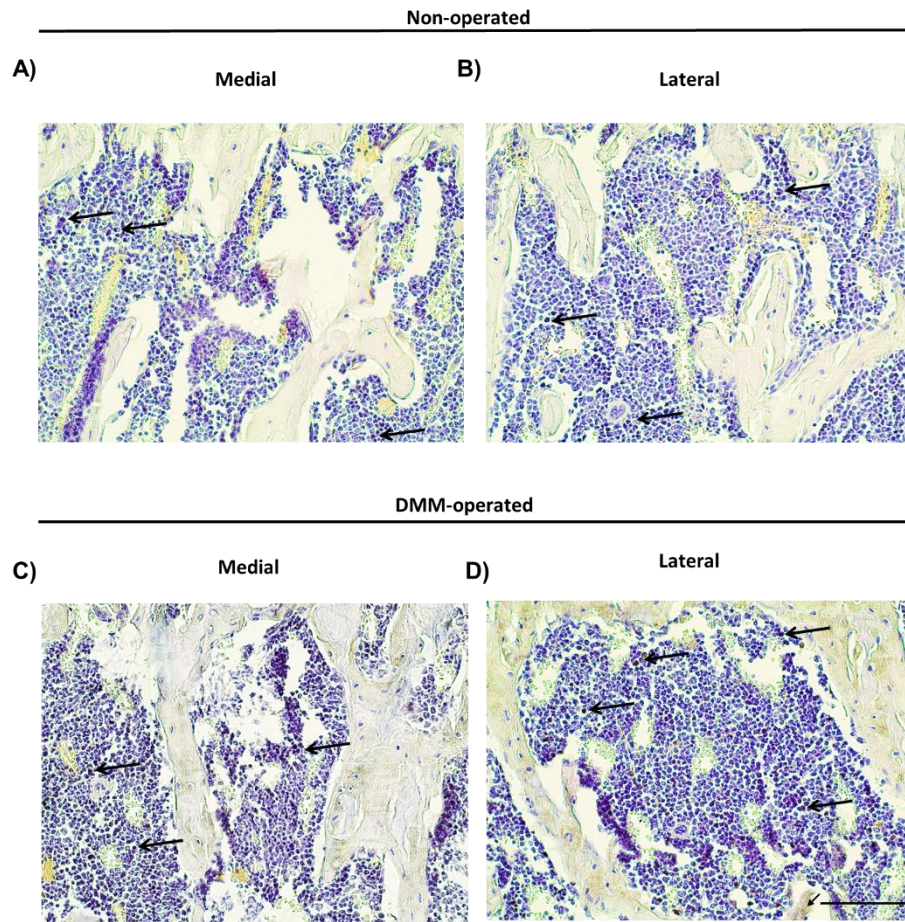 Non-operated
A)
Medial
B)
Lateral
DMM-operated
C)
Medial
D)
Lateral